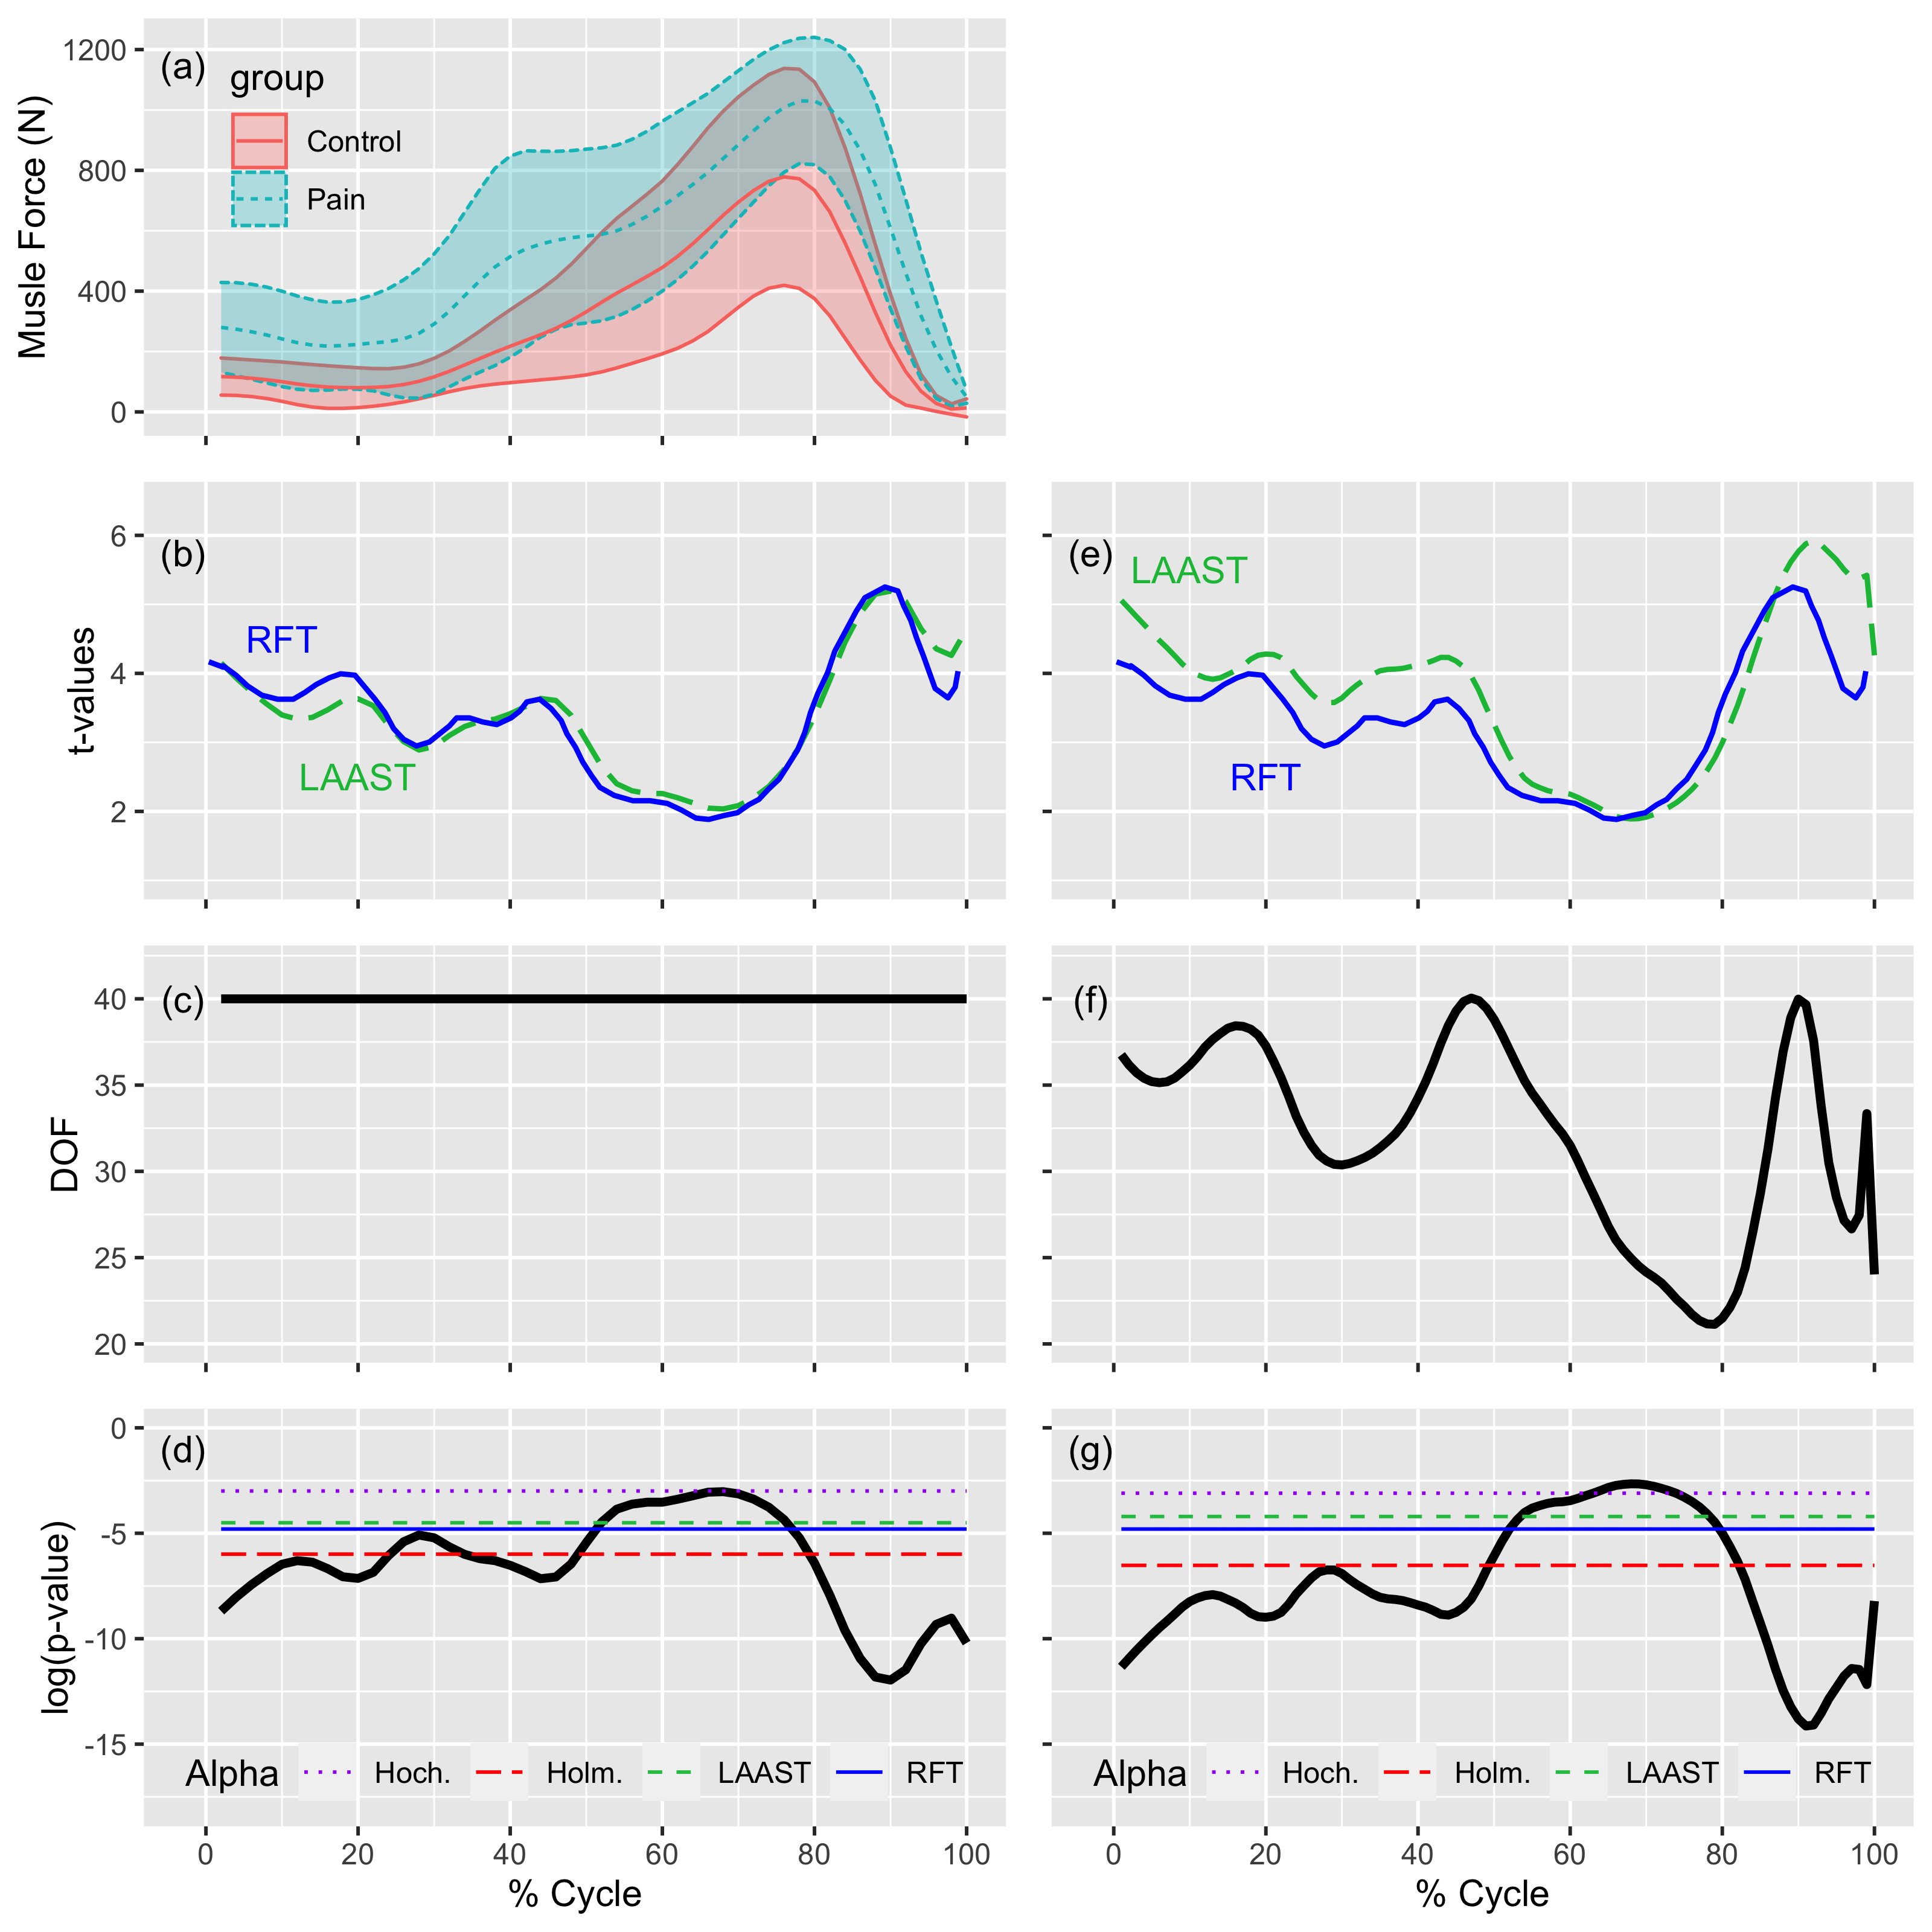 (a)
group
Control
Pain
Musle Force (N)
1200
800
400
0
(b)
RFT
LAAST
t-values
6
4
2
(e)
LAAST
RFT
(c)
DOF
40
35
30
25
20
(f)
(d)
log(p-value)
0
-5
-10
-15
Alpha Hoch. Holm. LAAST RFT
0 20 40 60 80 100
% Cycle
(g)
Alpha Hoch. Holm. LAAST RFT
0 20 40 60 80 100
% Cycle